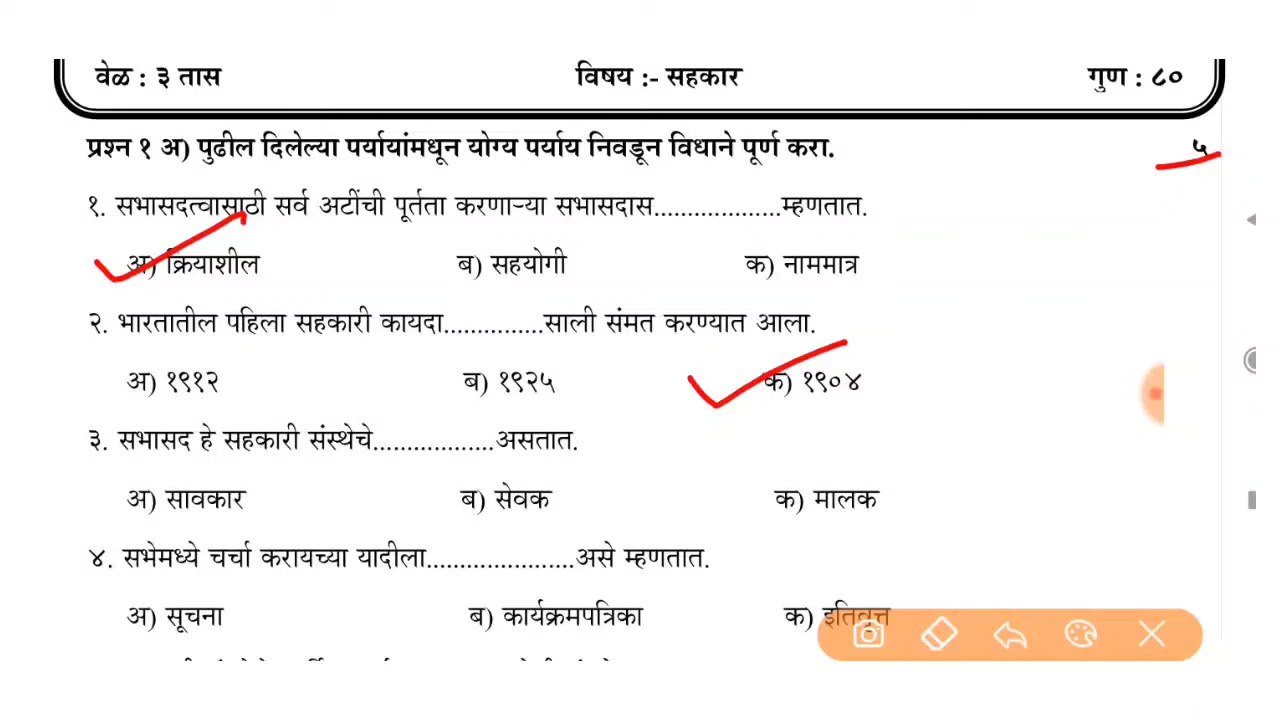 वेळ : ३ तास विषय :- सहकार गुण : ८०
प्रश्न १ अ) पुढील दिलेल्या पर्यायांमधून योग्य पर्याय निवडून विधाने पूर्ण करा. ५
१. सभासदत्वासाठी सर्व अटींची पूर्तता करणाऱ्या सभासदास...................म्हणतात.
अ) क्रियाशील ब) सहयोगी क) नाममात्र
२. भारतातील पहिला सहकारी कायदा...............साली संमत करण्यात आला.
अ) १९१२ ब) १९२५ क) १९०४
३. सभासद हे सहकारी संस्थेचे..................असतात.
अ) सावकार ब) सेवक क) मालक
४. सभेमध्ये चर्चा करायच्या यादीला......................असे म्हणतात.
अ) सूचना ब) कार्यक्रमपत्रिका क) इतिवृत्त